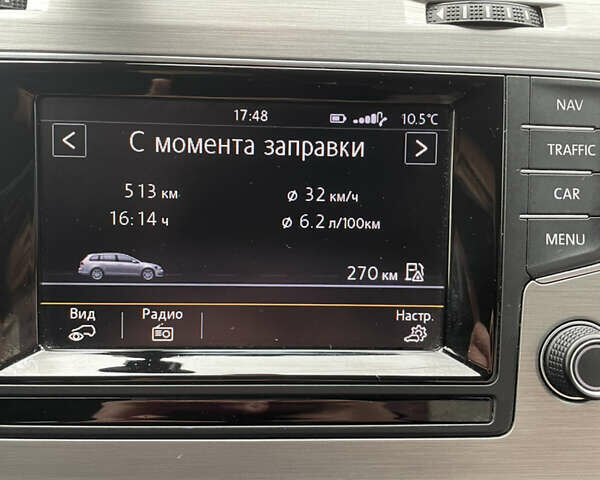 17:48 10.5°C
< С момента заправки >
513 км ø 32 км/ч
16:14 ч ø 6.2 л/100км
270 км
Вид Радио Настр.
NAV
TRAFFIC
CAR
MENU